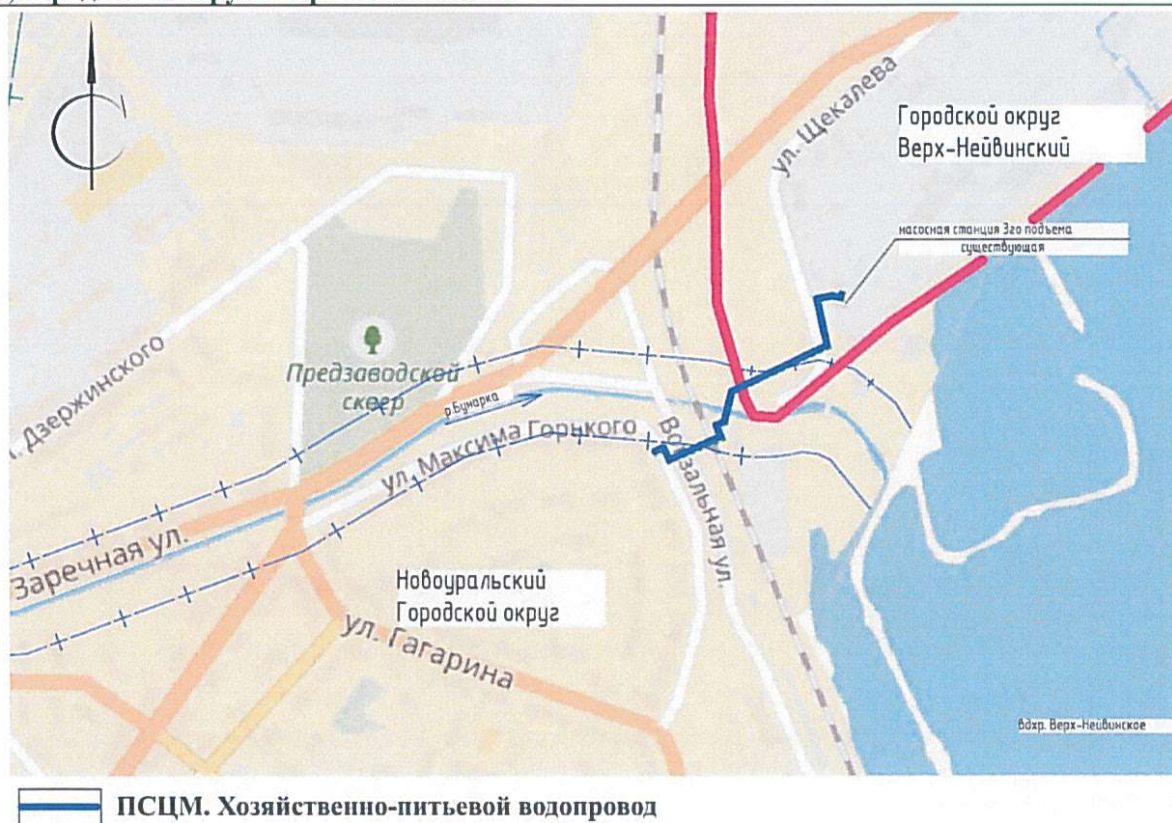 ул. Щекалева
Городской округ
Верх-Нейвинский
насосная станция 3го подъема
существующая
Дзержинского
Предзаводской
сквер
р.Бунарка
ул. Максима Горького
Вокзальная ул.
Заречная ул.
Новоуральский
Городской округ
ул. Гагарина
вдхр. Верх-Нейвинское
ПСЦМ. Хозяйственно-питьевой водопровод